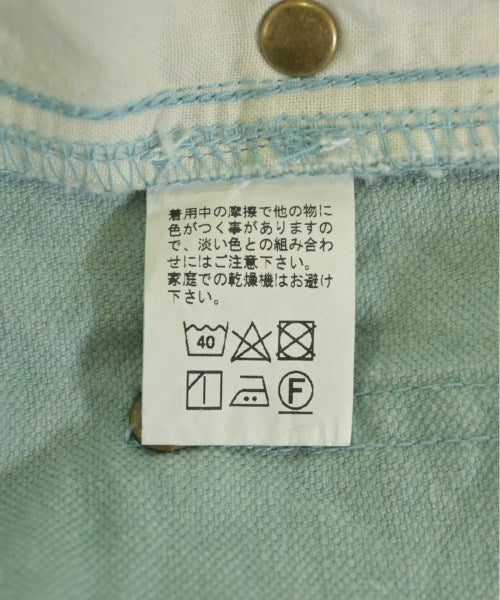 着用中の摩擦で他の物に
色がつく事がありますの
で、淡い色との組み合わ
せにはご注意下さい。
家庭での乾燥機はお避け
下さい。
40
F